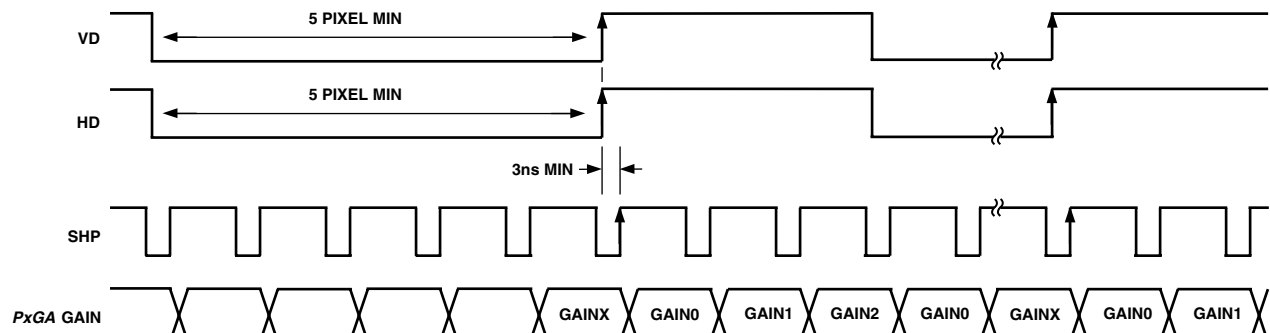 VD
5 PIXEL MIN
HD
5 PIXEL MIN
3ns MIN
SHP
PxGA GAIN
GAINX GAIN0 GAIN1 GAIN2 GAIN0 GAINX GAIN0 GAIN1